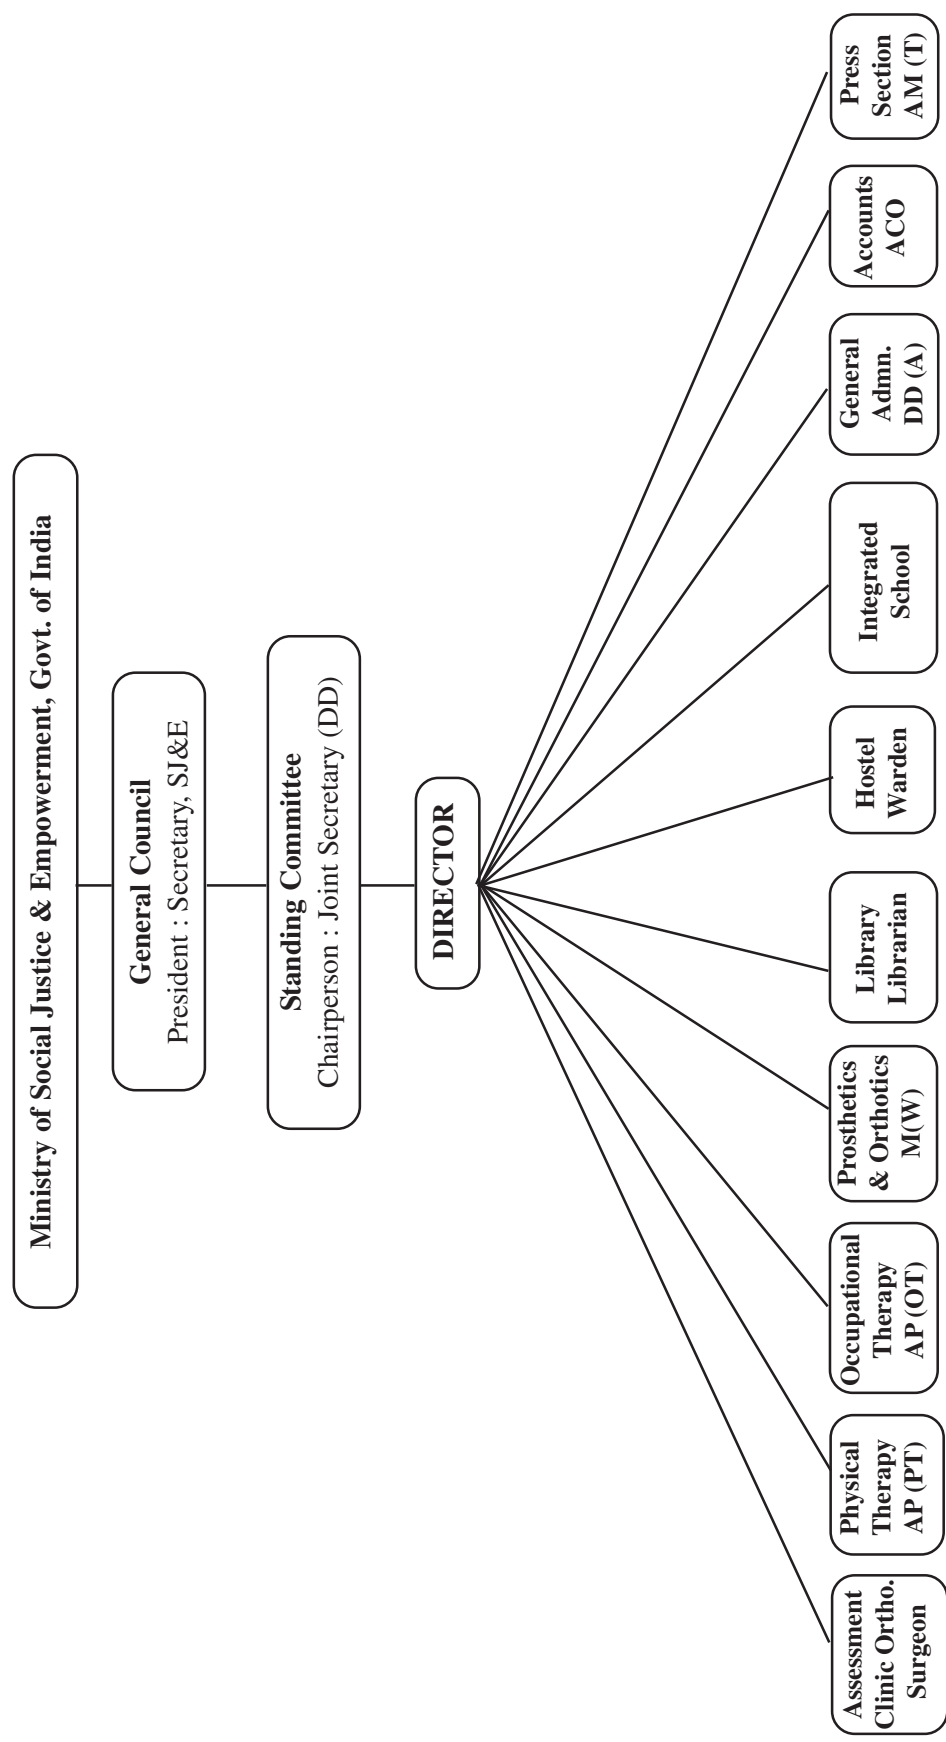 Ministry of Social Justice & Empowerment, Govt. of India
General Council
President : Secretary, SJ&E
Standing Committee
Chairperson : Joint Secretary (DD)
DIRECTOR
Assessment
Clinic Ortho.
Surgeon
Physical
Therapy
AP (PT)
Occupational
Therapy
AP (OT)
Prosthetics
& Orthotics
M(W)
Library
Librarian
Hostel
Warden
Integrated
School
General
Admn.
DD (A)
Accounts
ACO
Press
Section
AM (T)